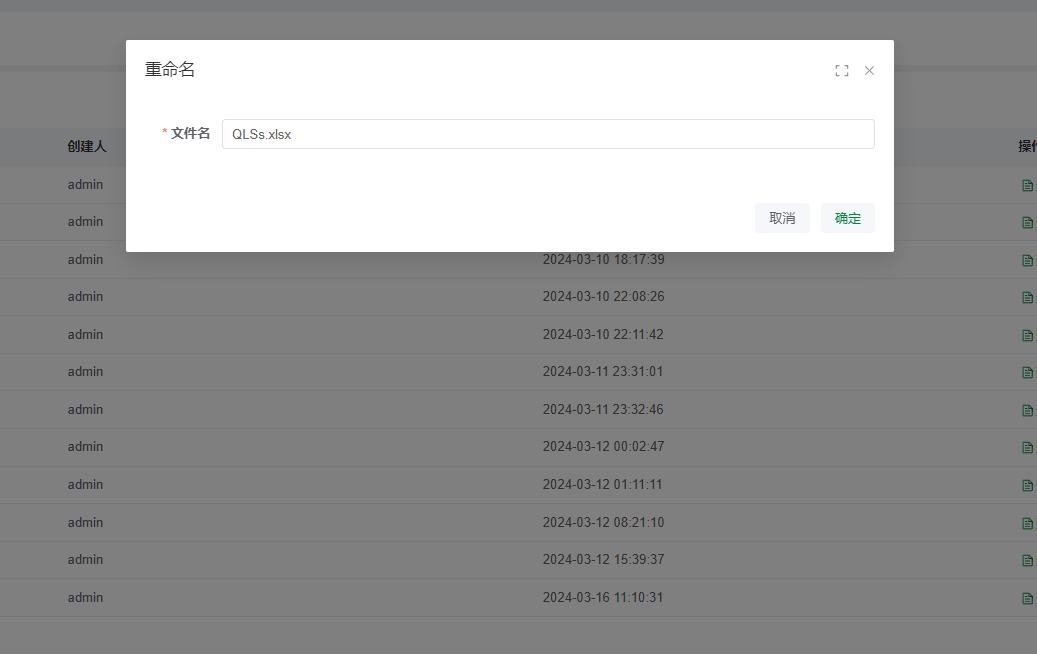 重命名
* 文件名 QLSs.xlsx
取消 确定
创建人
admin
admin
admin 2024-03-10 18:17:39
admin 2024-03-10 22:08:26
admin 2024-03-10 22:11:42
admin 2024-03-11 23:31:01
admin 2024-03-11 23:32:46
admin 2024-03-12 00:02:47
admin 2024-03-12 01:11:11
admin 2024-03-12 08:21:10
admin 2024-03-12 15:39:37
admin 2024-03-16 11:10:31